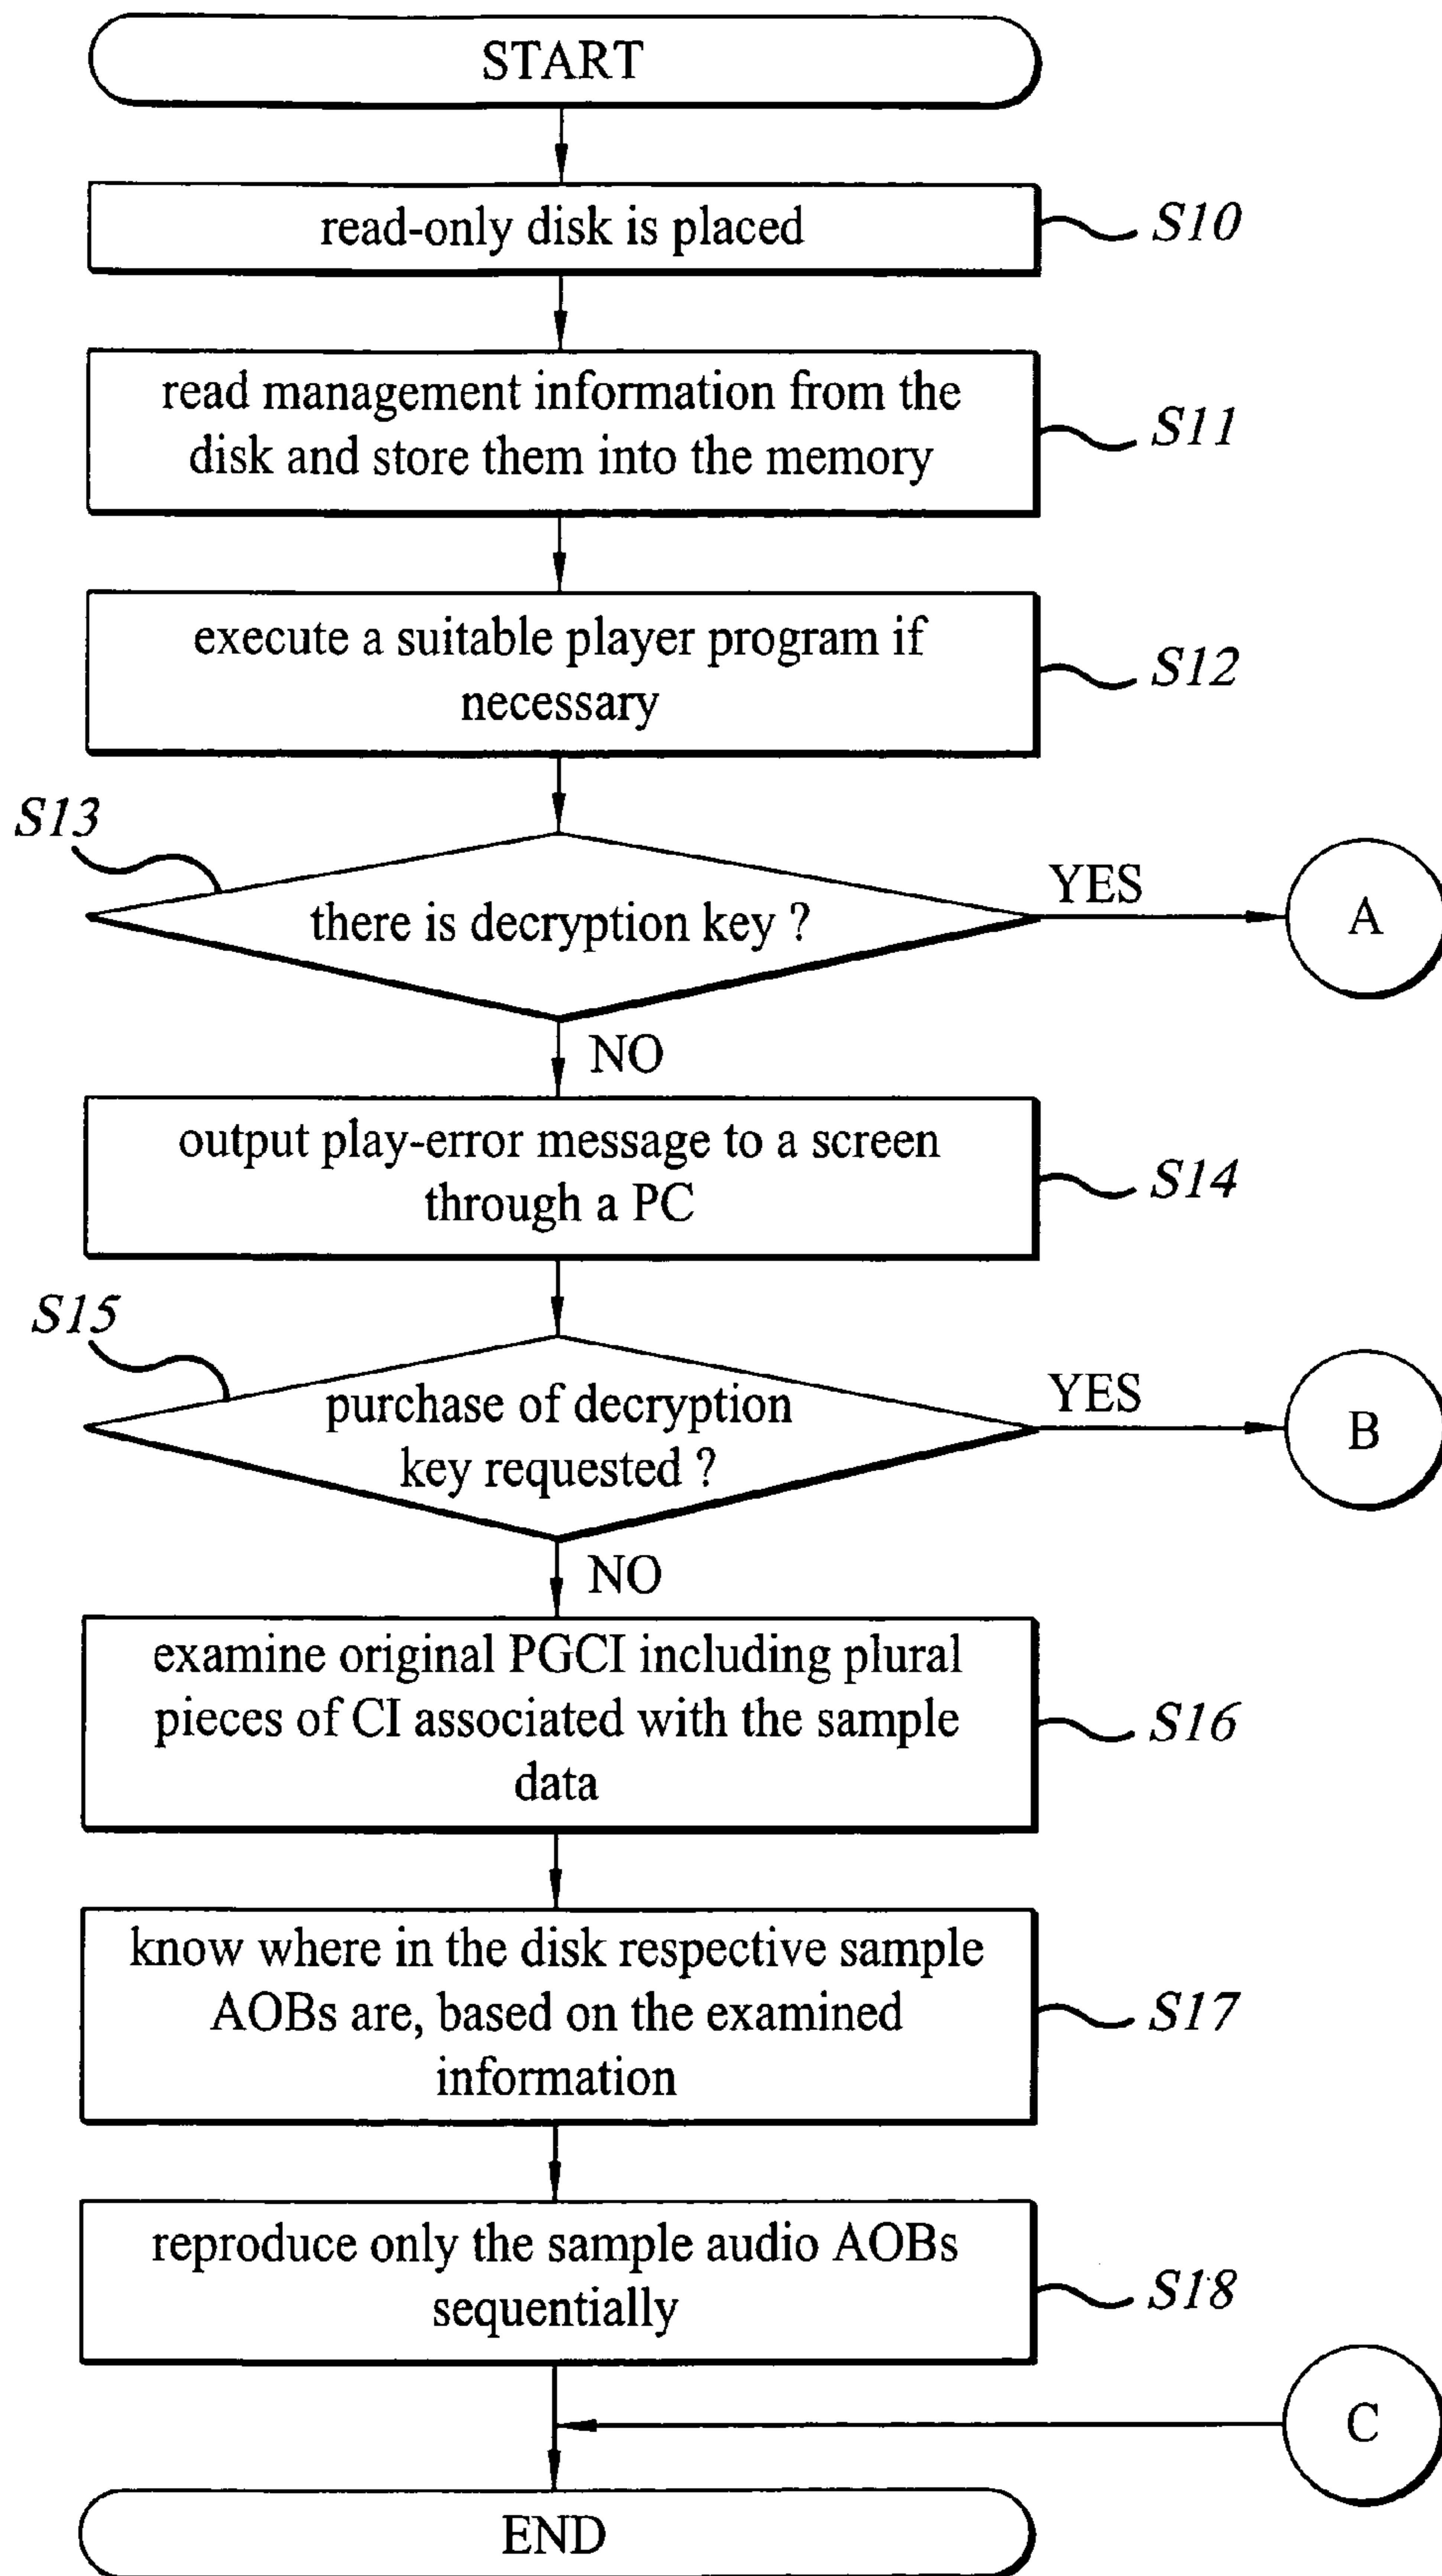 START
read-only disk is placed
S10
read management information from the
disk and store them into the memory
S11
execute a suitable player program if
necessary
S12
S13
there is decryption key ?
YES
A
NO
output play-error message to a screen
through a PC
S14
S15
purchase of decryption
key requested ?
YES
B
NO
examine original PGCI including plural
pieces of CI associated with the sample
data
S16
know where in the disk respective sample
AOBs are, based on the examined
information
S17
reproduce only the sample audio AOBs
sequentially
S18
C
END